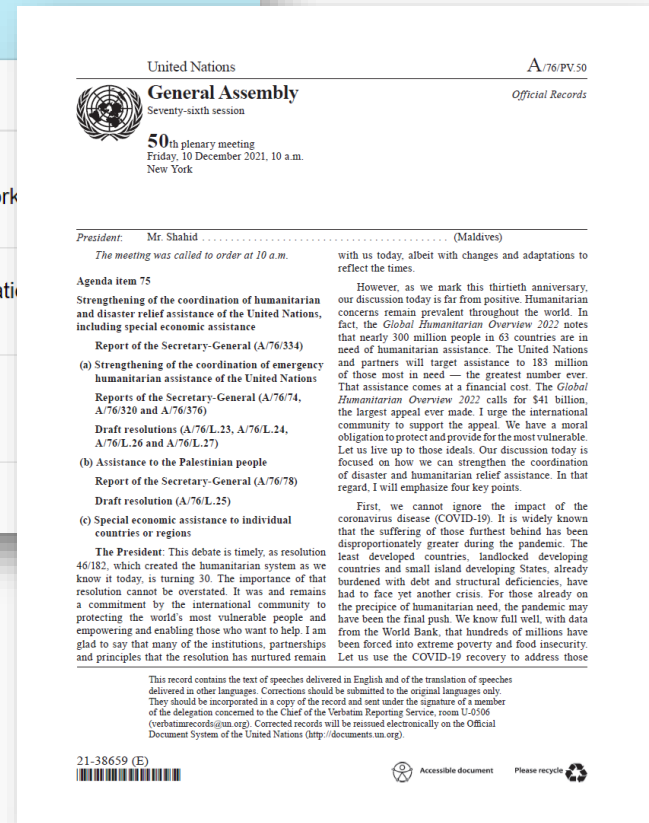 United Nations
A/76/PV.50
General Assembly
Seventy-sixth session
Official Records
50th plenary meeting
Friday, 10 December 2021, 10 a.m.
New York
President: Mr. Shahid . . . . . . . . . . . . . . . . . . . . . . . . . . . . . . . . . . . . . . . . . . . (Maldives)
The meeting was called to order at 10 a.m.
Agenda item 75
Strengthening of the coordination of humanitarian
and disaster relief assistance of the United Nations,
including special economic assistance
Report of the Secretary-General (A/76/334)
(a) Strengthening of the coordination of emergency
humanitarian assistance of the United Nations
Reports of the Secretary-General (A/76/74,
A/76/320 and A/76/376)
Draft resolutions (A/76/L.23, A/76/L.24,
A/76/L.26 and A/76/L.27)
(b) Assistance to the Palestinian people
Report of the Secretary-General (A/76/78)
Draft resolution (A/76/L.25)
(c) Special economic assistance to individual
countries or regions
The President: This debate is timely, as resolution
46/182, which created the humanitarian system as we
know it today, is turning 30. The importance of that
resolution cannot be overstated. It was and remains
a commitment by the international community to
protecting the world's most vulnerable people and
empowering and enabling those who want to help. I am
glad to say that many of the institutions, partnerships
and principles that the resolution has nurtured remain
with us today, albeit with changes and adaptations to
reflect the times.
However, as we mark this thirtieth anniversary,
our discussion today is far from positive. Humanitarian
concerns remain prevalent throughout the world. In
fact, the Global Humanitarian Overview 2022 notes
that nearly 300 million people in 63 countries are in
need of humanitarian assistance. The United Nations
and partners will target assistance to 183 million
of those most in need — the greatest number ever.
That assistance comes at a financial cost. The Global
Humanitarian Overview 2022 calls for $41 billion,
the largest appeal ever made. I urge the international
community to support the appeal. We have a moral
obligation to protect and provide for the most vulnerable.
Let us live up to those ideals. Our discussion today is
focused on how we can strengthen the coordination
of disaster and humanitarian relief assistance. In that
regard, I will emphasize four key points.
First, we cannot ignore the impact of the
coronavirus disease (COVID-19). It is widely known
that the suffering of those furthest behind has been
disproportionately greater during the pandemic. The
least developed countries, landlocked developing
countries and small island developing States, already
burdened with debt and structural deficiencies, have
had to face yet another crisis. For those already on
the precipice of humanitarian need, the pandemic may
have been the final push. We know full well, with data
from the World Bank, that hundreds of millions have
been forced into extreme poverty and food insecurity.
Let us use the COVID-19 recovery to address those
This record contains the text of speeches delivered in English and of the translation of speeches
delivered in other languages. Corrections should be submitted to the original languages only.
They should be incorporated in a copy of the record and sent under the signature of a member
of the delegation concerned to the Chief of the Verbatim Reporting Service, room U-0506
(verbatimrecords@un.org). Corrected records will be reissued electronically on the Official
Document System of the United Nations (http://documents.un.org).
21-38659 (E)
Accessible document
Please recycle